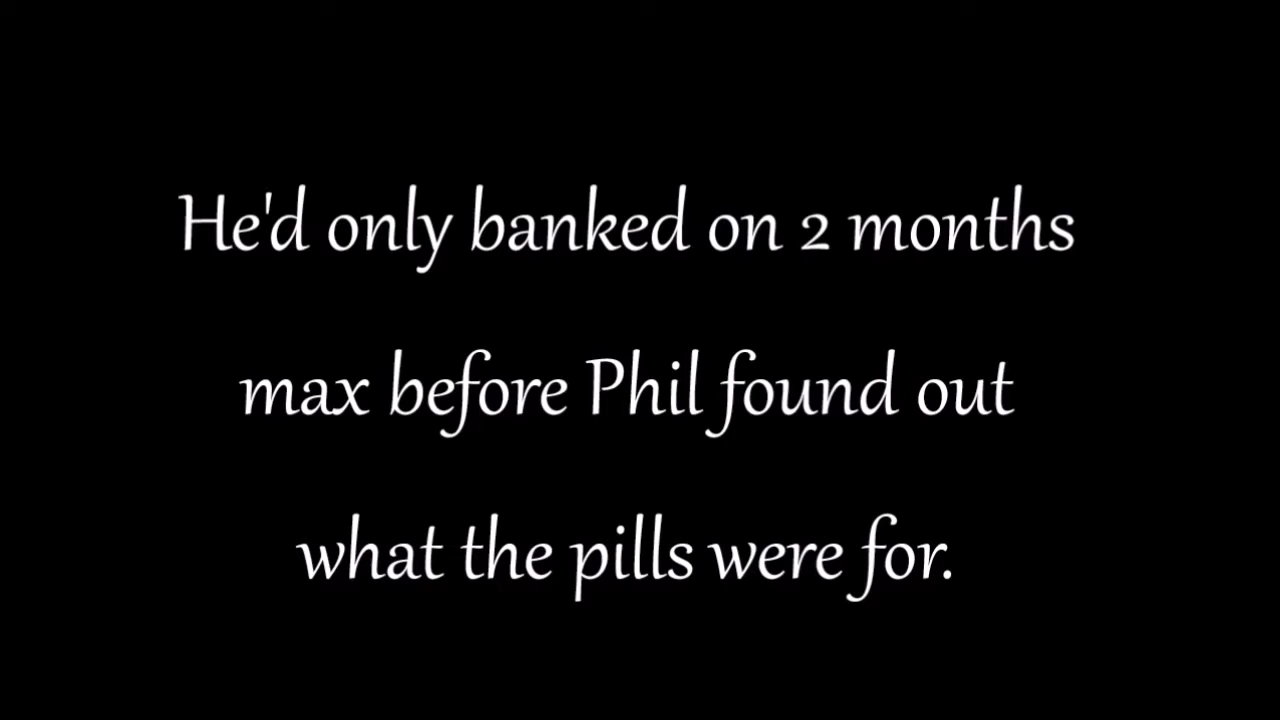 He'd only banked on 2 months
max before Phil found out
what the pills were for.